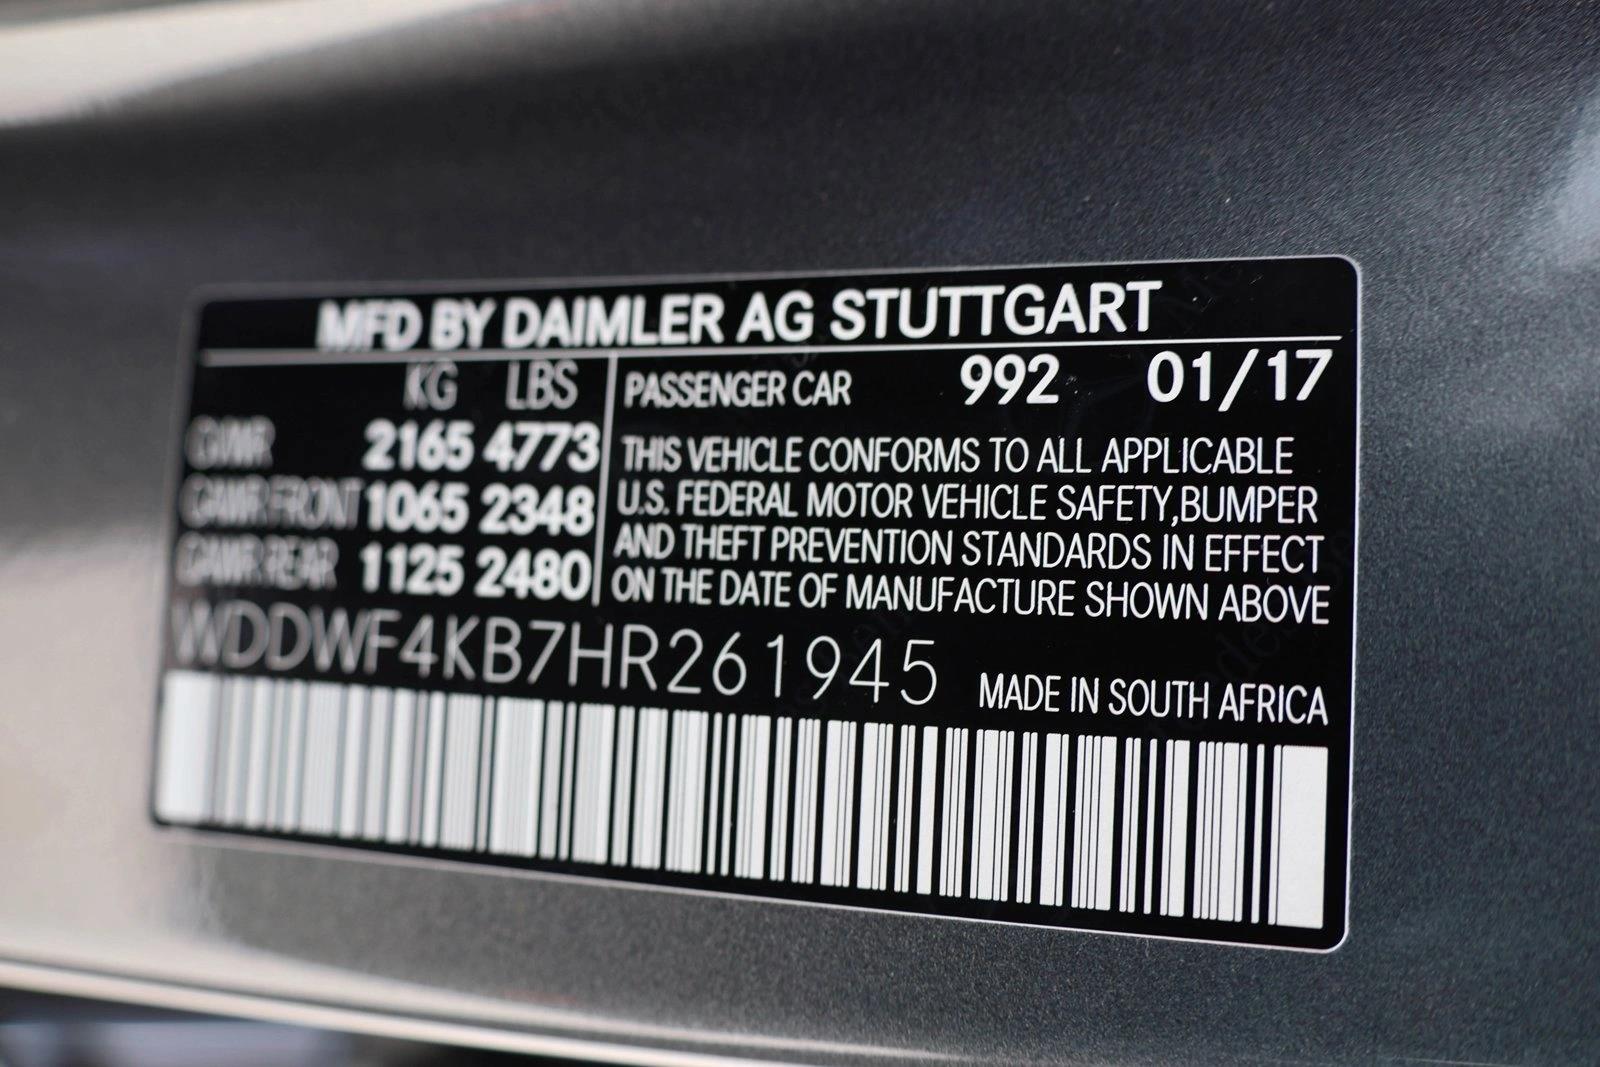 MFD BY DAIMLER AG STUTTGART
KG LBS
GVWR 2165 4773
GAWR FRONT 1065 2348
GAWR REAR 1125 2480
PASSENGER CAR 992 01/17
THIS VEHICLE CONFORMS TO ALL APPLICABLE
U.S. FEDERAL MOTOR VEHICLE SAFETY,BUMPER
AND THEFT PREVENTION STANDARDS IN EFFECT
ON THE DATE OF MANUFACTURE SHOWN ABOVE
WDDWF4KB7HR261945
MADE IN SOUTH AFRICA